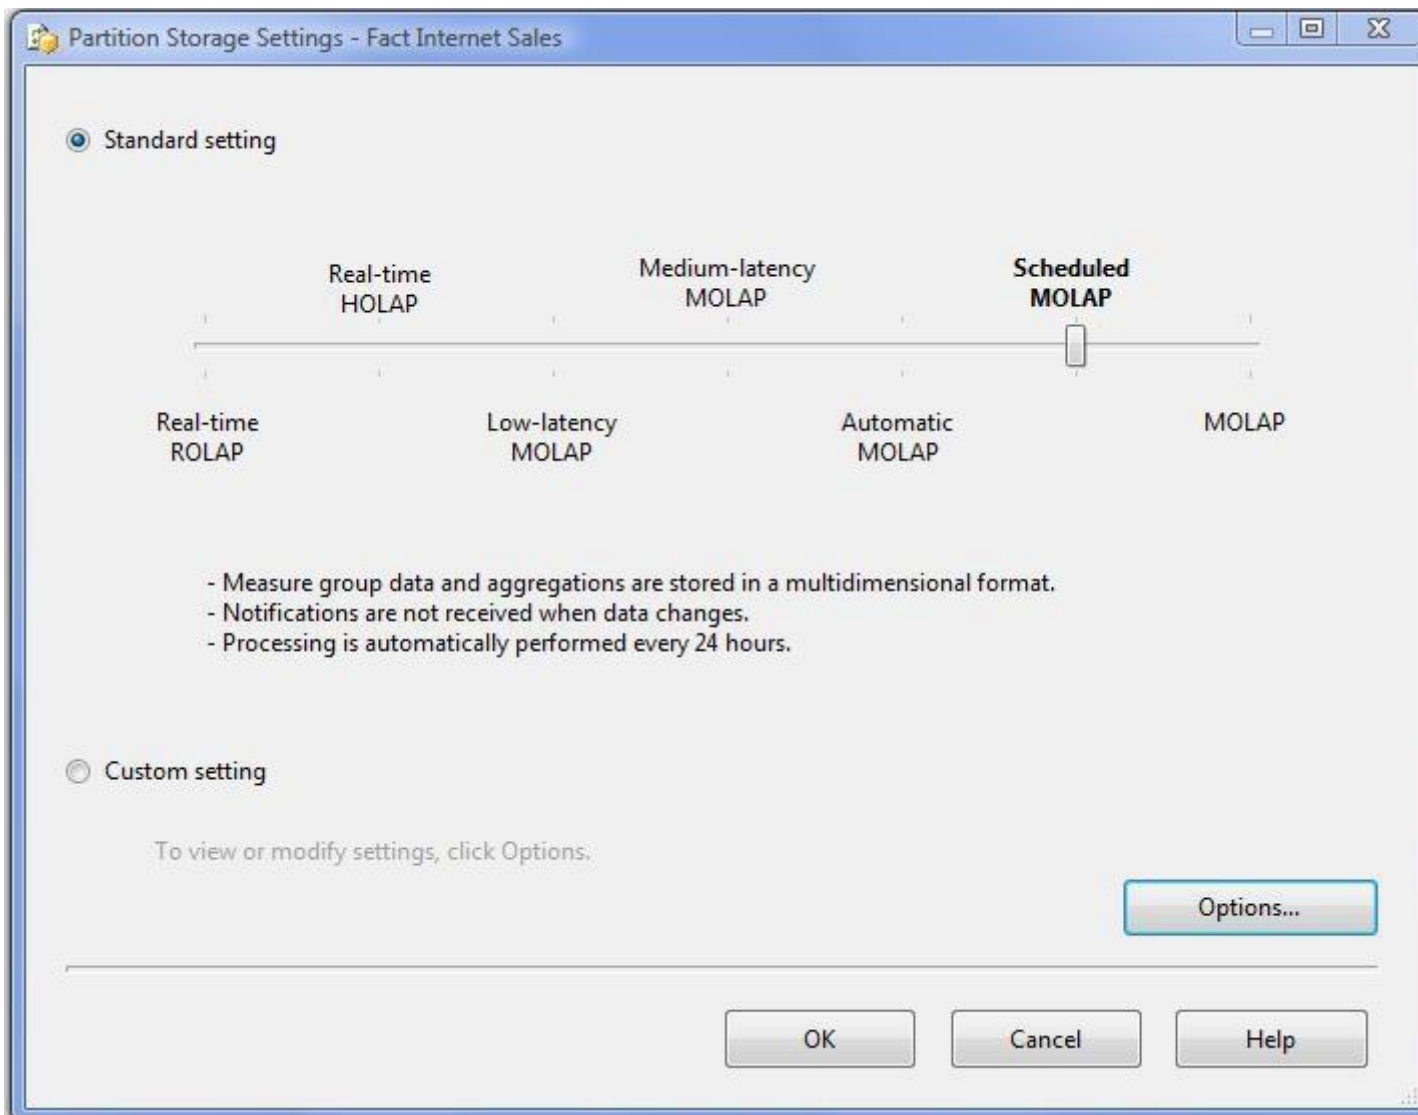 Partition Storage Settings - Fact Internet Sales
Standard setting
Real-time
HOLAP
Medium-latency
MOLAP
Scheduled
MOLAP
Real-time
ROLAP
Low-latency
MOLAP
Automatic
MOLAP
MOLAP
- Measure group data and aggregations are stored in a multidimensional format.
- Notifications are not received when data changes.
- Processing is automatically performed every 24 hours.
Custom setting
To view or modify settings, click Options.
Options...
OK
Cancel
Help